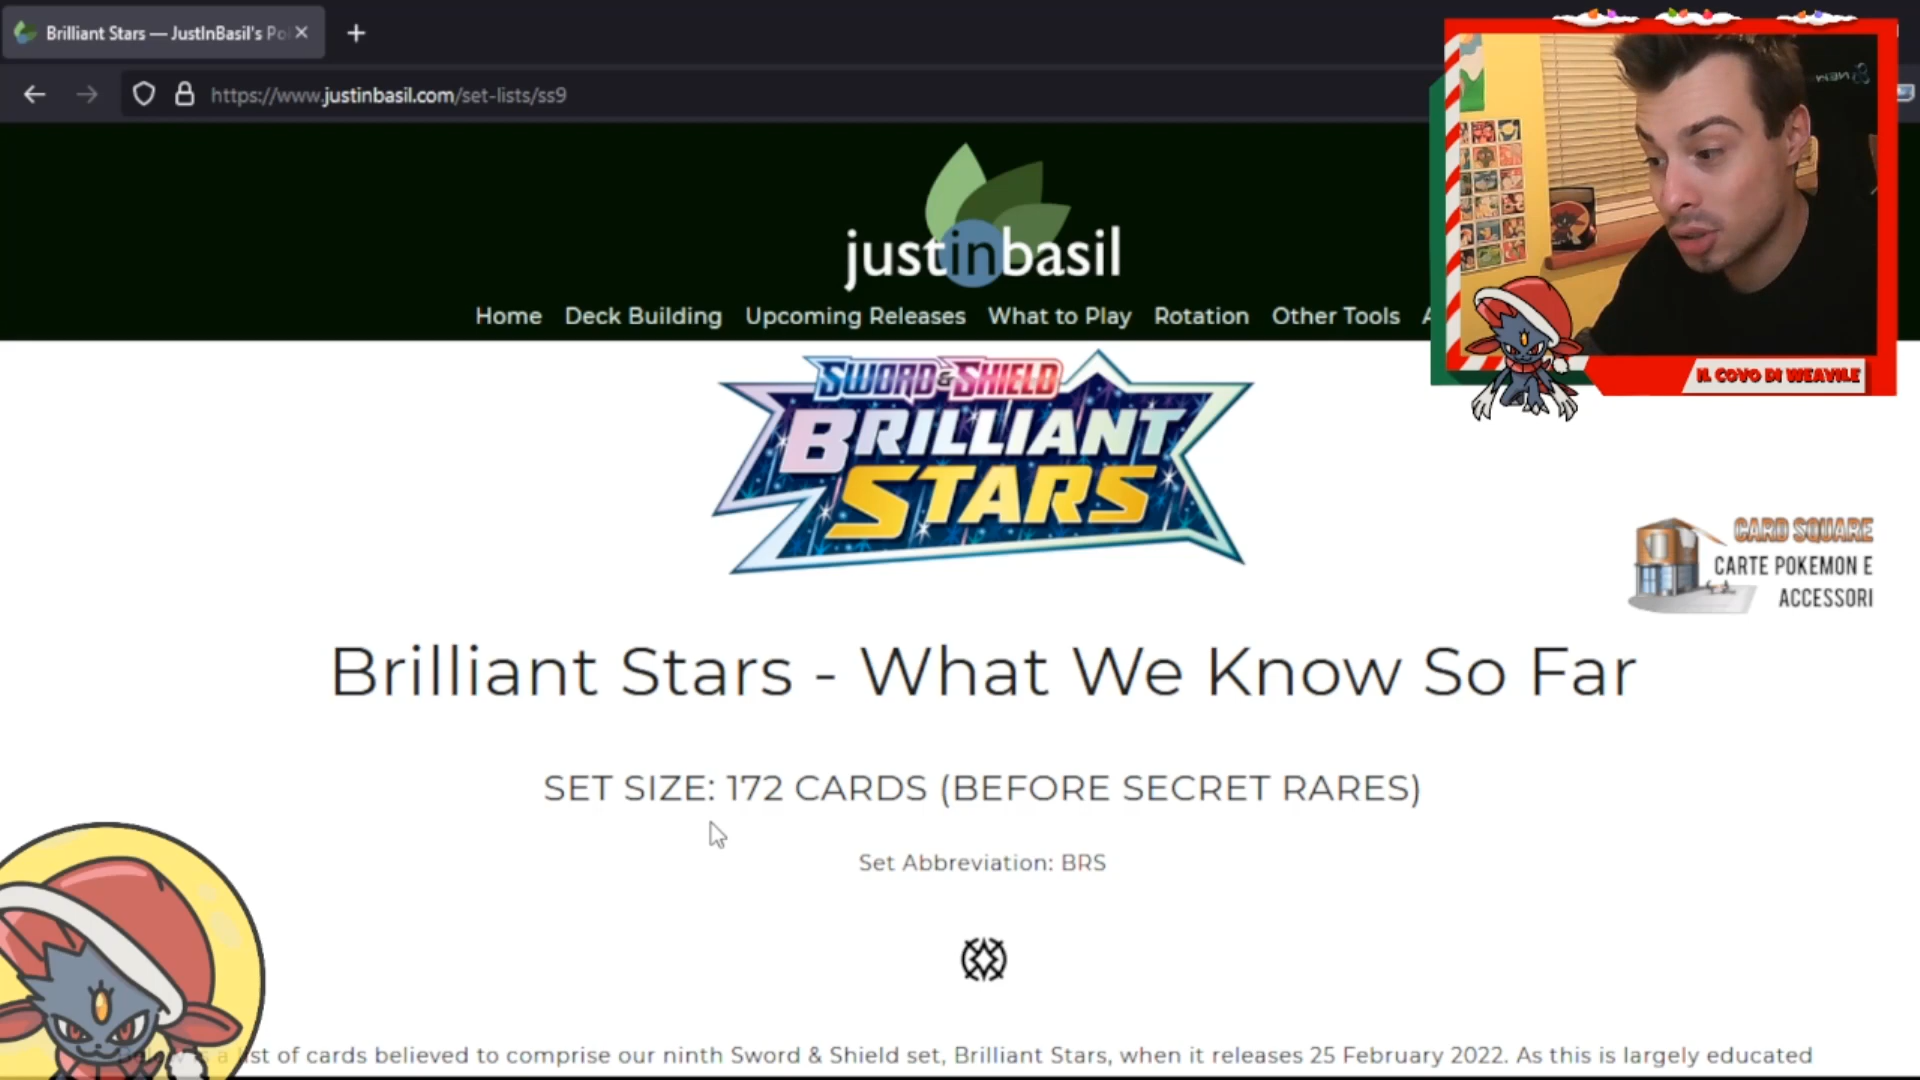 Brilliant Stars — JustInBasil's Po
https://www.justinbasil.com/set-lists/ss9
justinbasil
Home Deck Building Upcoming Releases What to Play Rotation Other Tools
IL COVO DI WEAVILE
SWORD & SHIELD
BRILLIANT
STARS
CARD SQUARE
CARTE POKEMON E
ACCESSORI
Brilliant Stars - What We Know So Far
SET SIZE: 172 CARDS (BEFORE SECRET RARES)
Set Abbreviation: BRS
a list of cards believed to comprise our ninth Sword & Shield set, Brilliant Stars, when it releases 25 February 2022. As this is largely educated